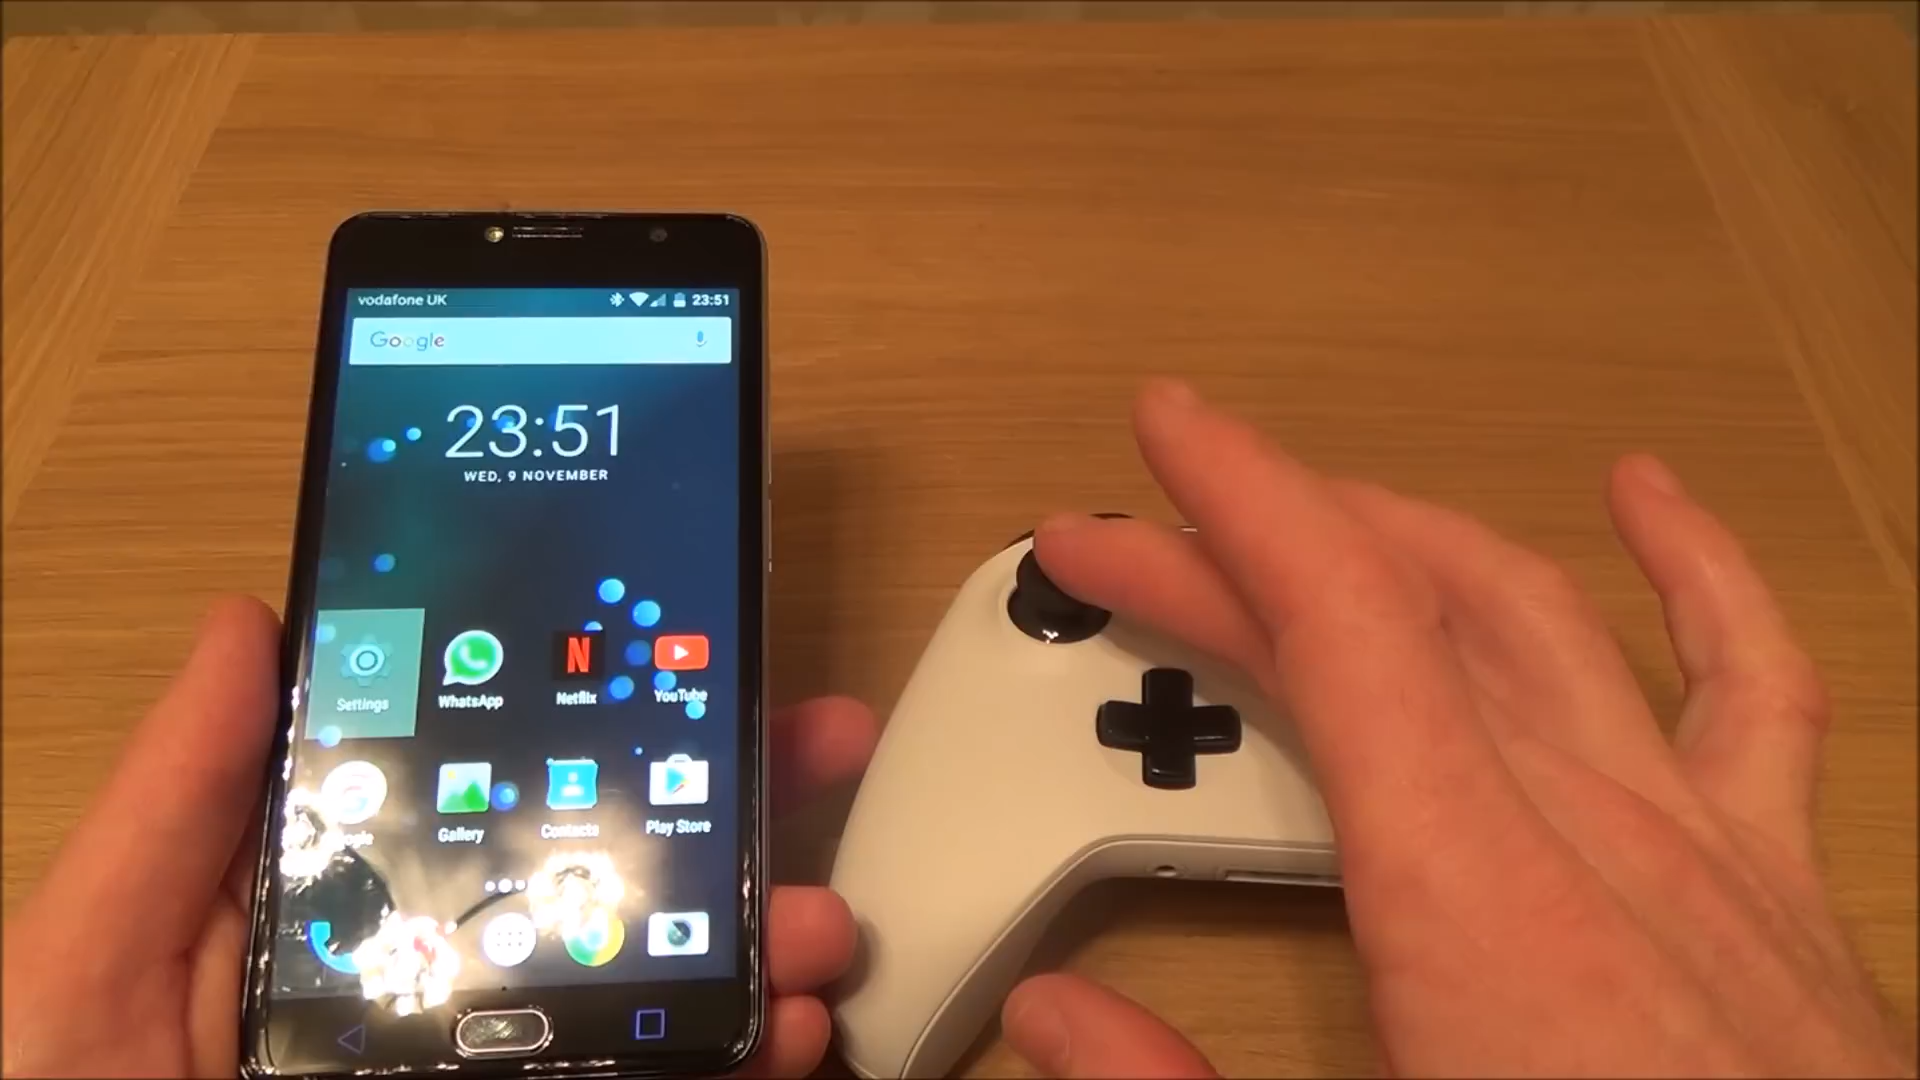 vodafone UK 23:51
Google
23:51
WED, 9 NOVEMBER
Settings WhatsApp Netflix YouTube
Gallery Contacts Play Store